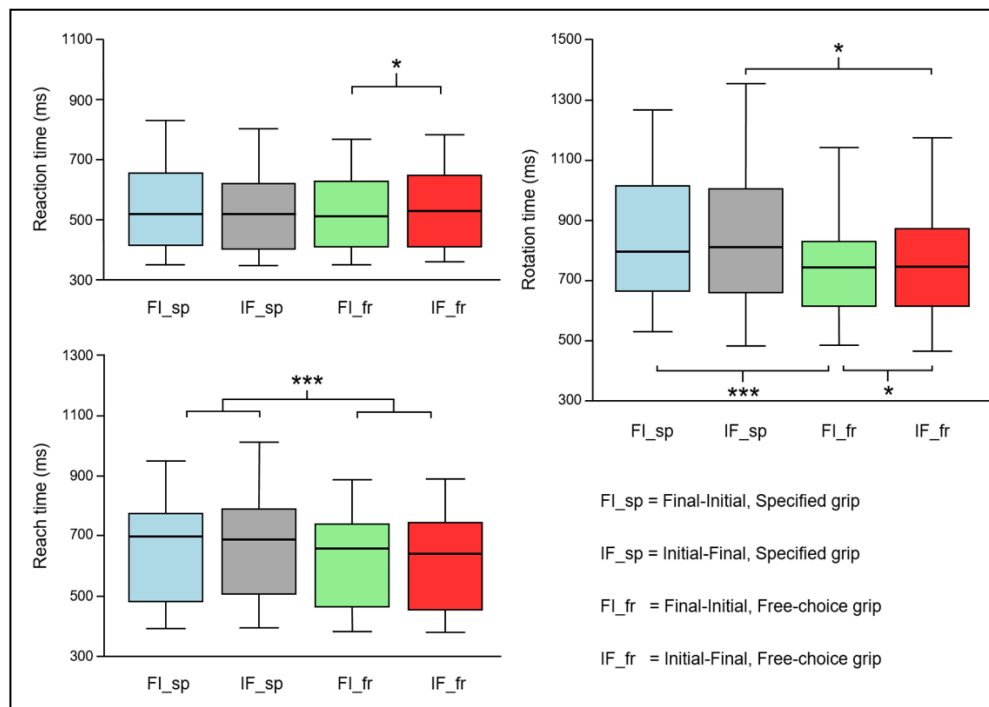 Reaction time (ms)
1100
900
700
500
300
*
FI_sp IF_sp FI_fr IF_fr
Reach time (ms)
1300
1100
900
700
500
300
***
FI_sp IF_sp FI_fr IF_fr
Rotation time (ms)
1500
1300
1100
900
700
500
300
*
*** *
FI_sp IF_sp FI_fr IF_fr
FI_sp = Final-Initial, Specified grip
IF_sp = Initial-Final, Specified grip
FI_fr = Final-Initial, Free-choice grip
IF_fr = Initial-Final, Free-choice grip